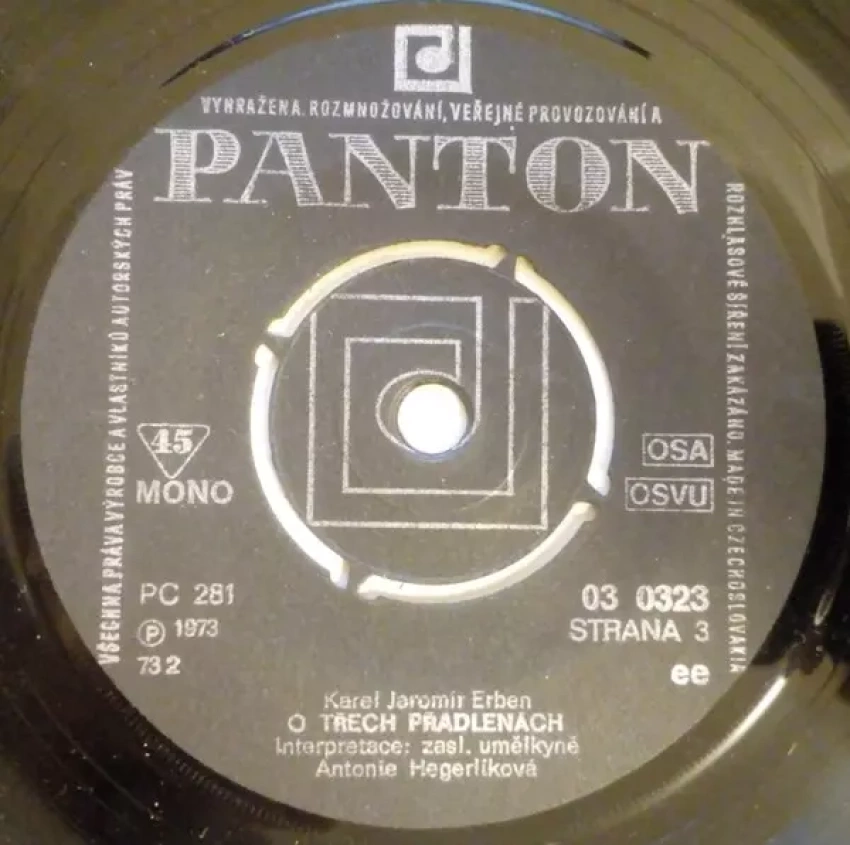 VŠECHNA PRÁVA VÝROBCE A VLASTNÍKŮ AUTORSKÝCH PRÁV
VYHRAŽENA. ROZMNOŽOVÁNÍ, VEŘEJNÉ PROVOZOVÁNÍ A
ROZHLASOVÉ ŠÍŘENÍ ZAKÁZÁNO. MADE IN CZECHOSLOVAKIA
PANTON
45
MONO
OSA
OSVU
PC 281
℗ 1973
73 2
03 0323
STRANA 3
ee
Karel Jaromír Erben
O TŘECH PŘADLENÁCH
Interpretace: zasl. umělkyně
Antonie Hegerlíková